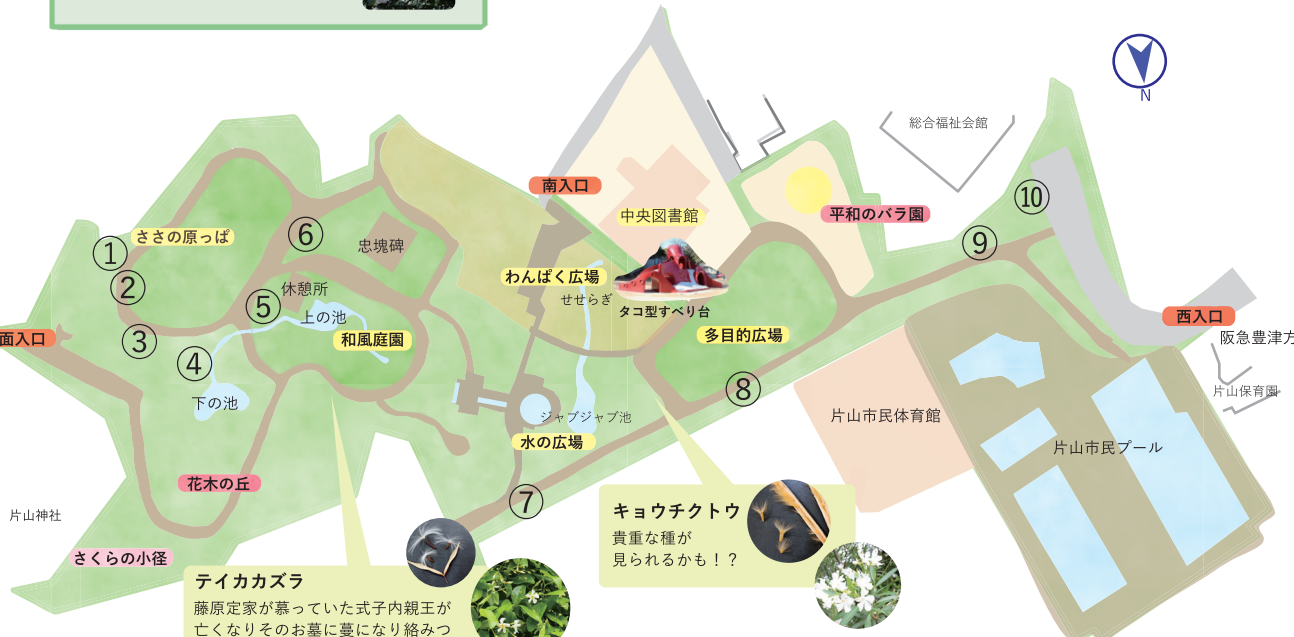 N
総合福祉会館
南入口
中央図書館
平和のバラ園
⑩
⑨
⑥
忠塊碑
ささの原っぱ
①
②
わんぱく広場
せせらぎ
タコ型すべり台
休憩所
⑤
上の池
和風庭園
多目的広場
西入口
阪急豊津方
片山保育園
面入口
③
④
下の池
⑧
片山市民体育館
片山市民プール
ジャブジャブ池
水の広場
花木の丘
⑦
片山神社
さくらの小径
キョウチクトウ
貴重な種が
見られるかも！？
テイカカズラ
藤原定家が慕っていた式子内親王が
亡くなりそのお墓に蔓になり絡みつ